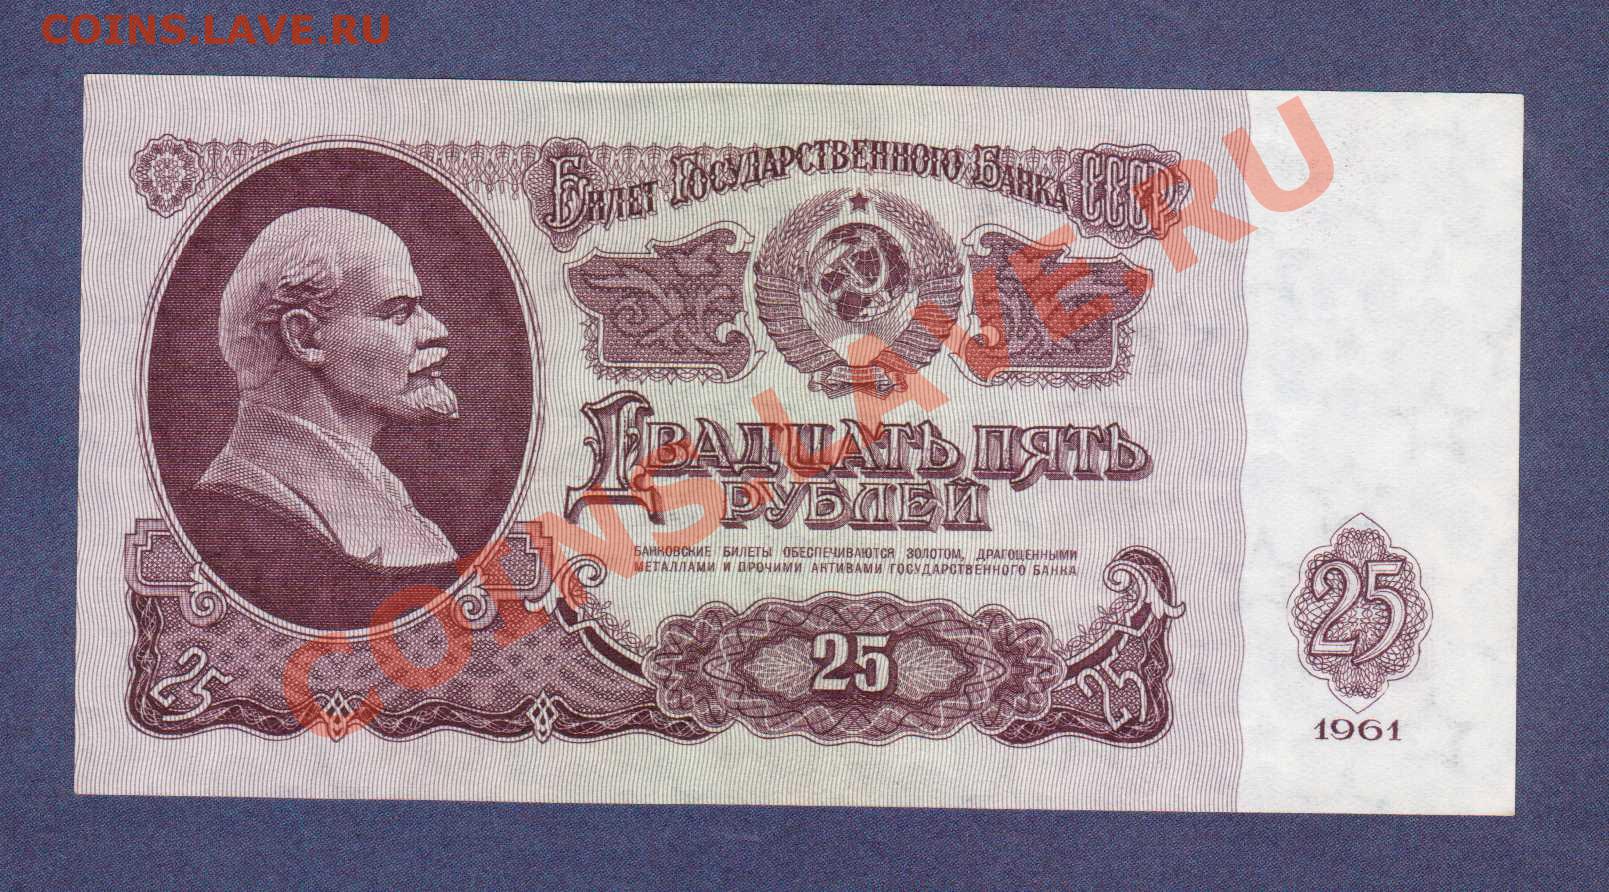 COINS.LAVE.RU
Билет Государственного Банка СССР
Двадцать пять
рублей
БАНКОВСКИЕ БИЛЕТЫ ОБЕСПЕЧИВАЮТСЯ ЗОЛОТОМ, ДРАГОЦЕННЫМИ
МЕТАЛЛАМИ И ПРОЧИМИ АКТИВАМИ ГОСУДАРСТВЕННОГО БАНКА
25
25
25
25
1961
COINS.LAVE.RU